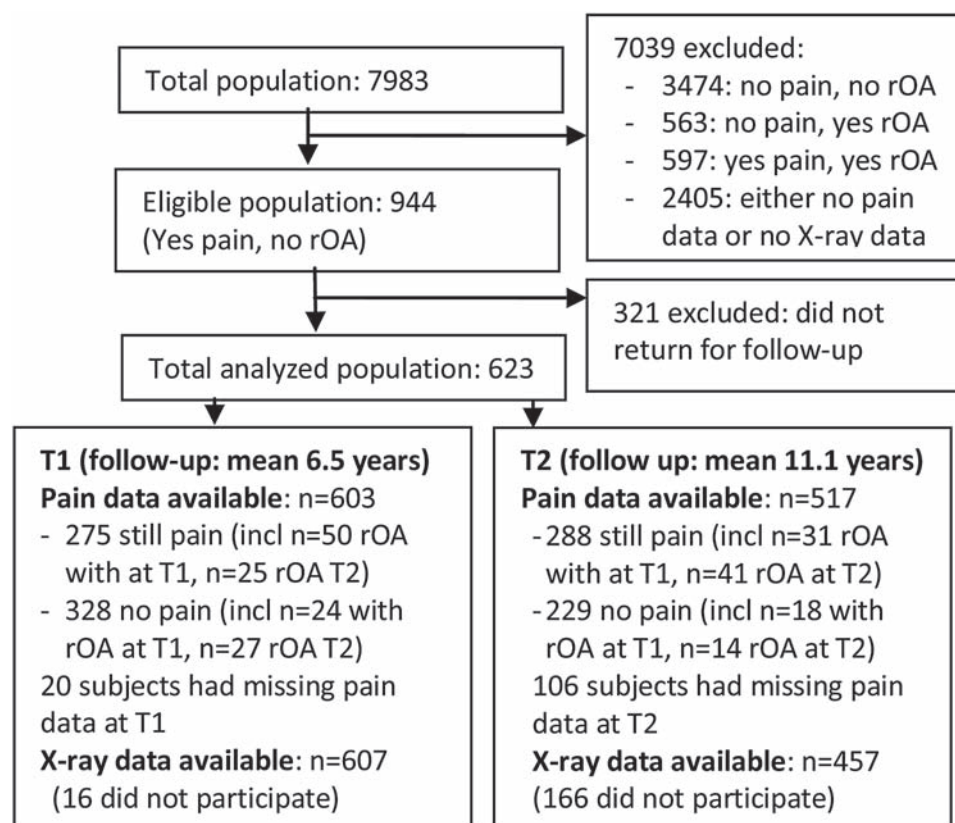 Total population: 7983
7039 excluded:
- 3474: no pain, no rOA
- 563: no pain, yes rOA
- 597: yes pain, yes rOA
- 2405: either no pain
data or no X-ray data
Eligible population: 944
(Yes pain, no rOA)
321 excluded: did not
return for follow-up
Total analyzed population: 623
T1 (follow-up: mean 6.5 years)
Pain data available: n=603
- 275 still pain (incl n=50 rOA
with at T1, n=25 rOA T2)
- 328 no pain (incl n=24 with
rOA at T1, n=27 rOA T2)
20 subjects had missing pain
data at T1
X-ray data available: n=607
(16 did not participate)
T2 (follow up: mean 11.1 years)
Pain data available: n=517
-288 still pain (incl n=31 rOA
with at T1, n=41 rOA at T2)
-229 no pain (incl n=18 with
rOA at T1, n=14 rOA at T2)
106 subjects had missing pain
data at T2
X-ray data available: n=457
(166 did not participate)